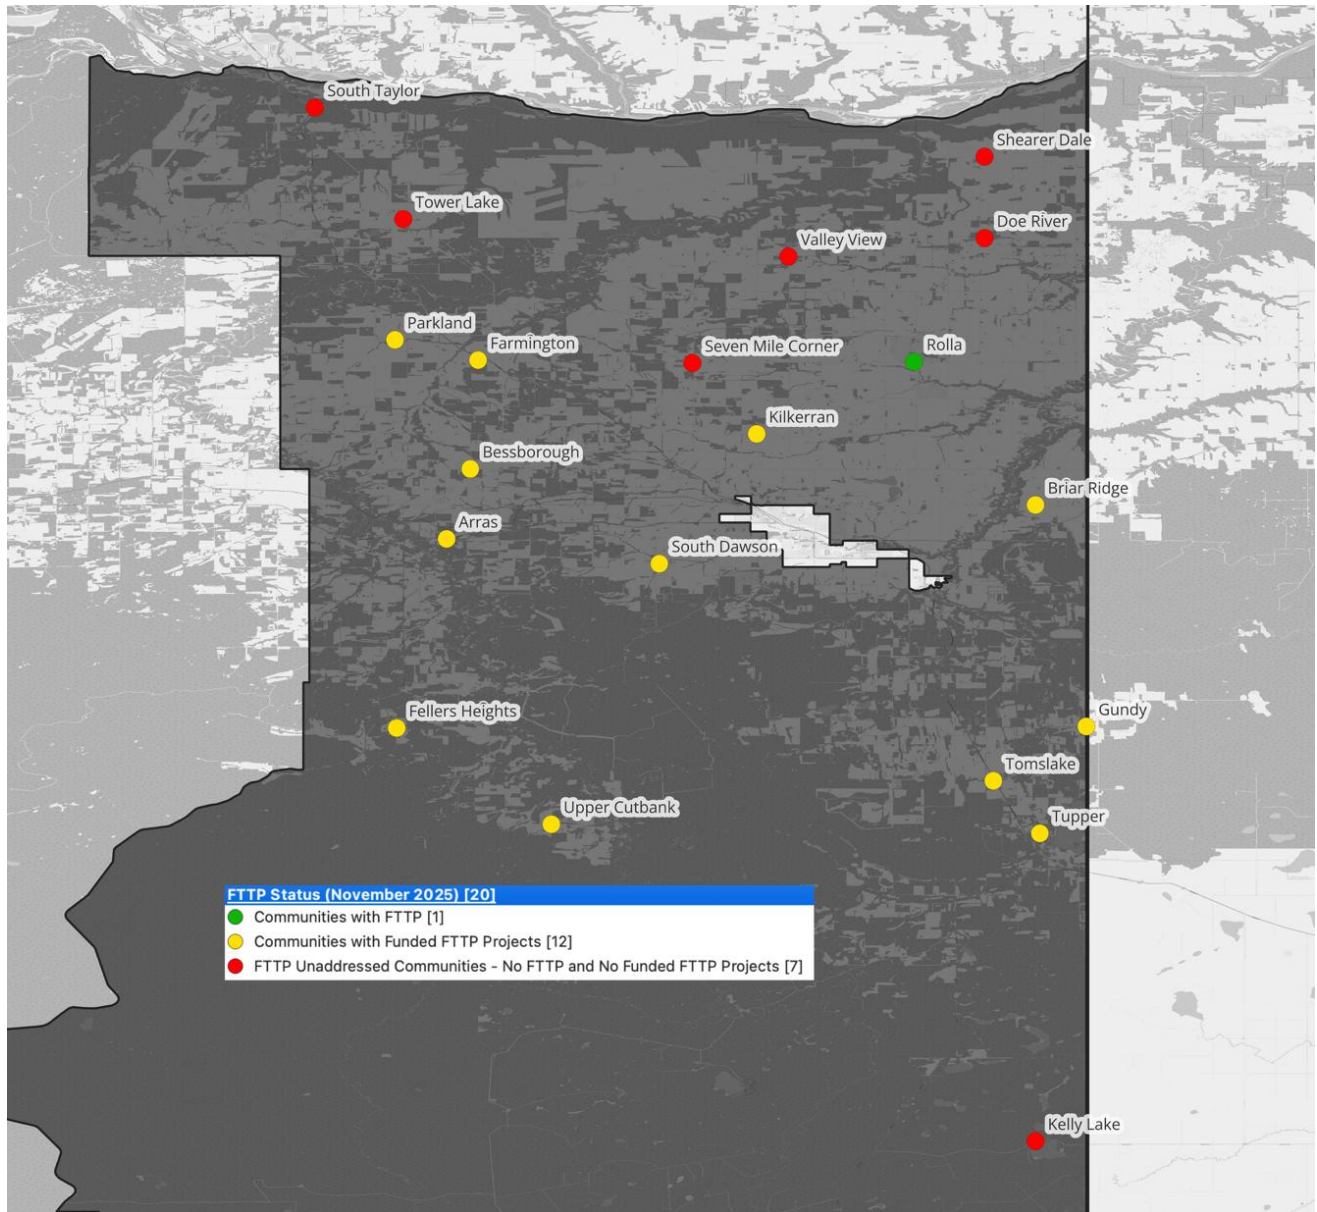 South Taylor
Shearer Dale
Tower Lake
Doe River
Valley View
Parkland
Farmington
Seven Mile Corner
Rolla
Kilkerran
Bessborough
Briar Ridge
Arras
South Dawson
Fellers Heights
Gundy
Tomslake
Upper Cutbank
Tupper
FTTP Status (November 2025) [20]
Communities with FTTP [1]
Communities with Funded FTTP Projects [12]
FTTP Unaddressed Communities - No FTTP and No Funded FTTP Projects [7]
Kelly Lake